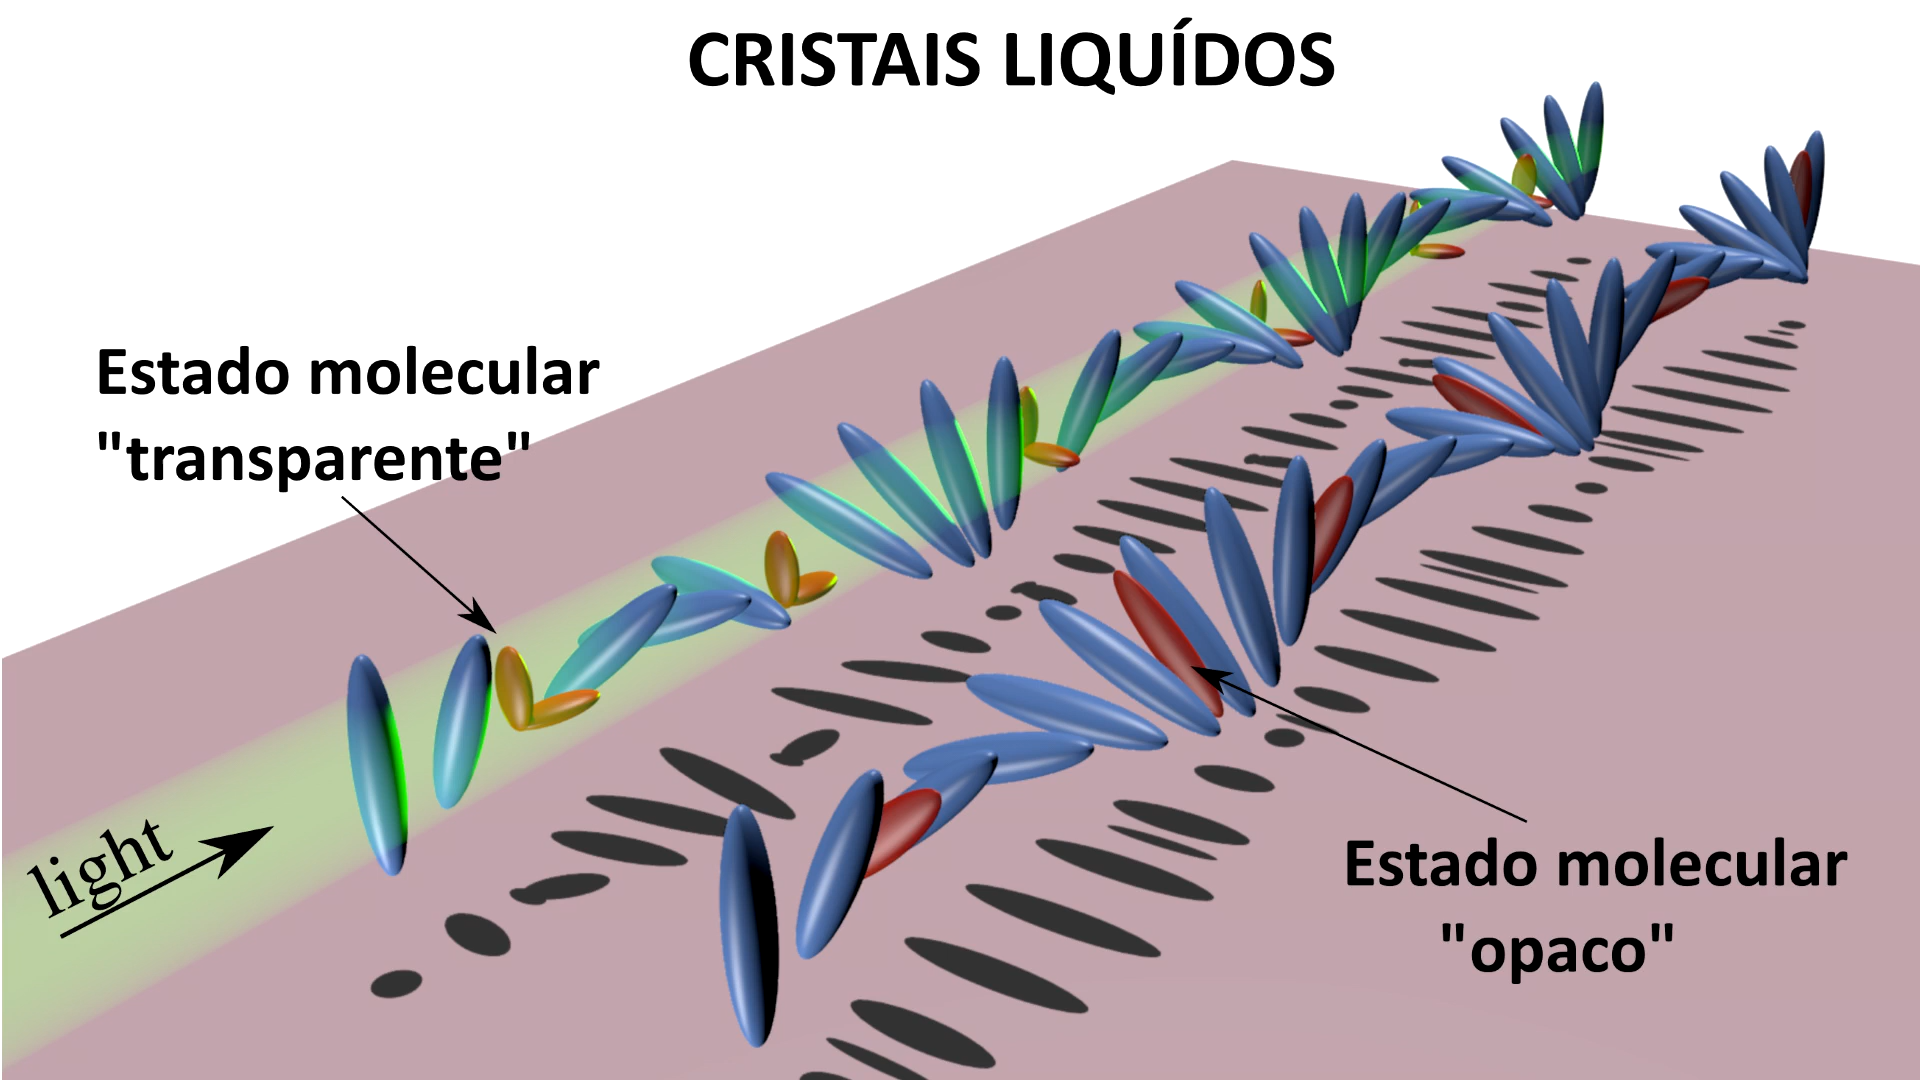 CRISTAIS LIQUÍDOS
Estado molecular
"transparente"
light
Estado molecular
"opaco"